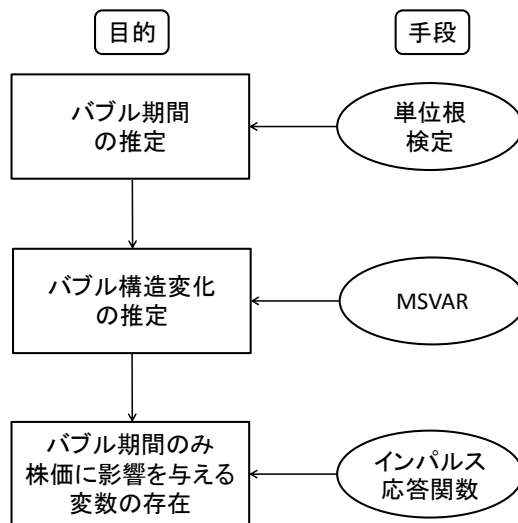 目的
手段
バブル期間
の推定
単位根
検定
バブル構造変化
の推定
MSVAR
バブル期間のみ
株価に影響を与える
変数の存在
インパルス
応答関数